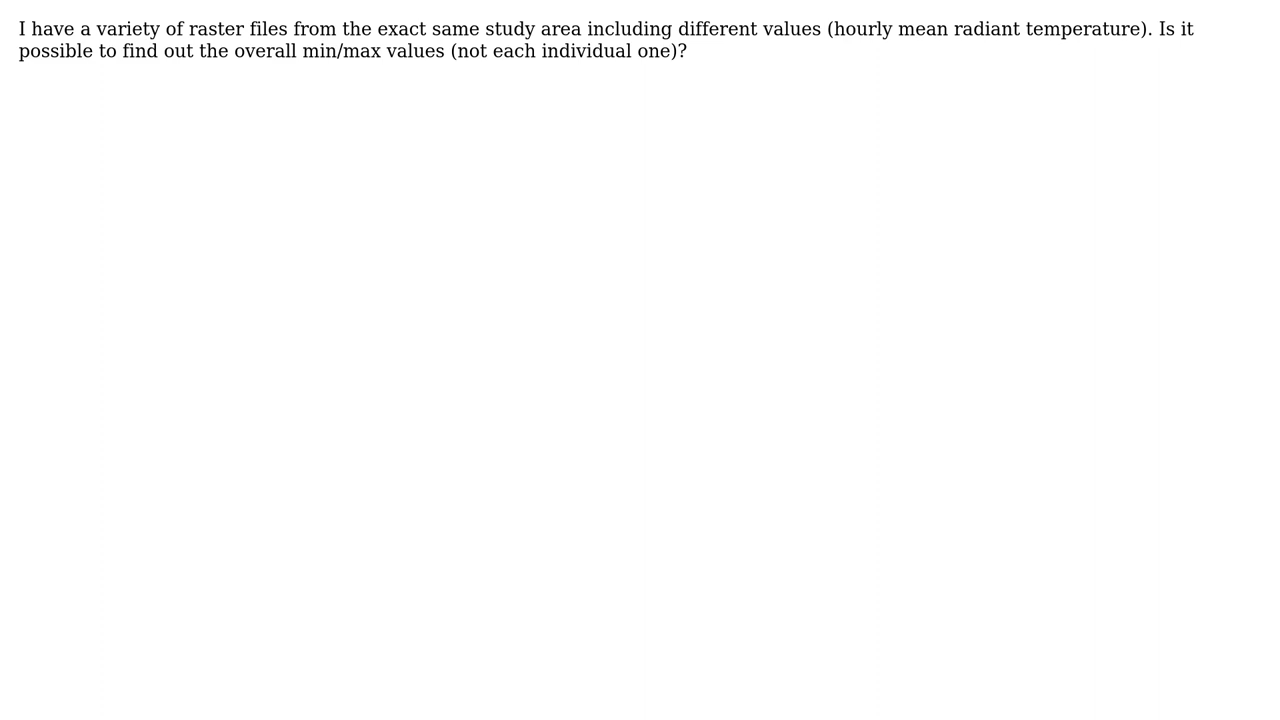 I have a variety of raster files from the exact same study area including different values (hourly mean radiant temperature). Is it
possible to find out the overall min/max values (not each individual one)?